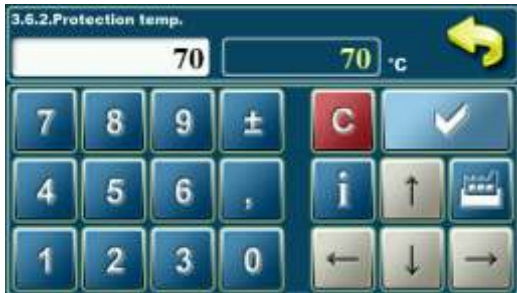 3.6.2.Protection temp.
70 70 °C
7 8 9 ± C
4 5 6 , i ↑
1 2 3 0 ← ↓ →